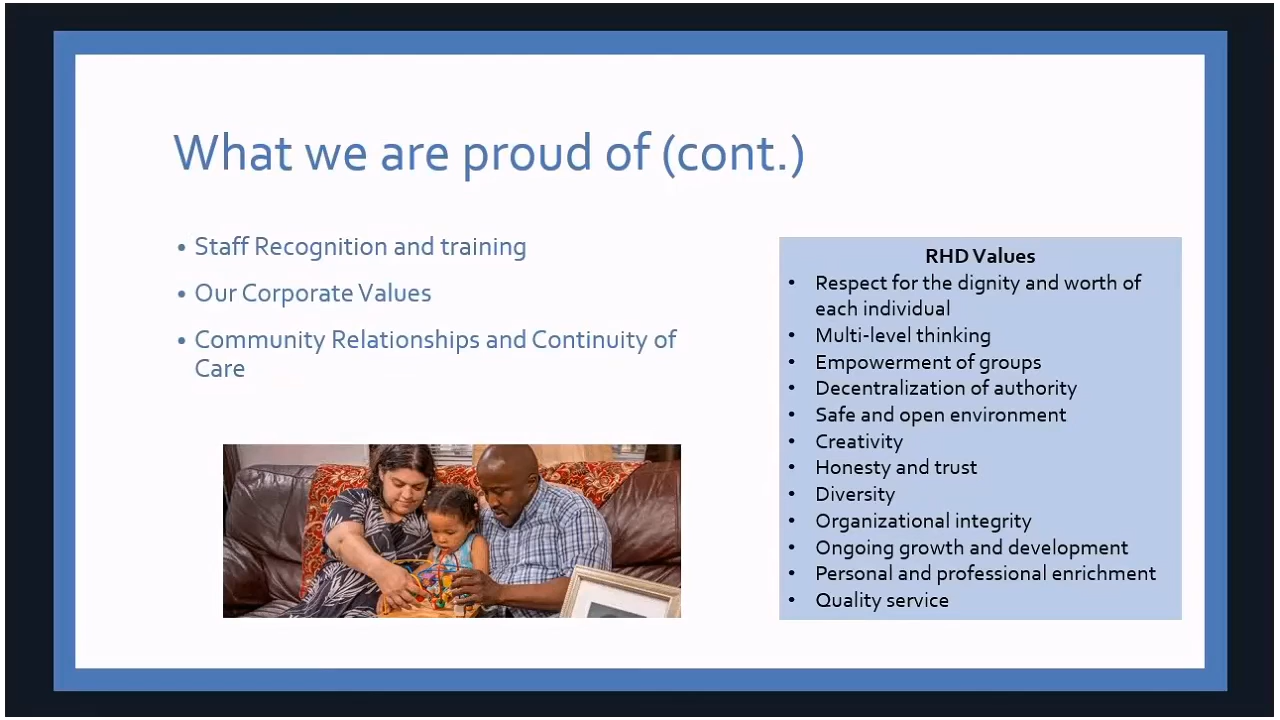 What we are proud of (cont.)
• Staff Recognition and training
• Our Corporate Values
• Community Relationships and Continuity of
Care
RHD Values
• Respect for the dignity and worth of
each individual
• Multi-level thinking
• Empowerment of groups
• Decentralization of authority
• Safe and open environment
• Creativity
• Honesty and trust
• Diversity
• Organizational integrity
• Ongoing growth and development
• Personal and professional enrichment
• Quality service